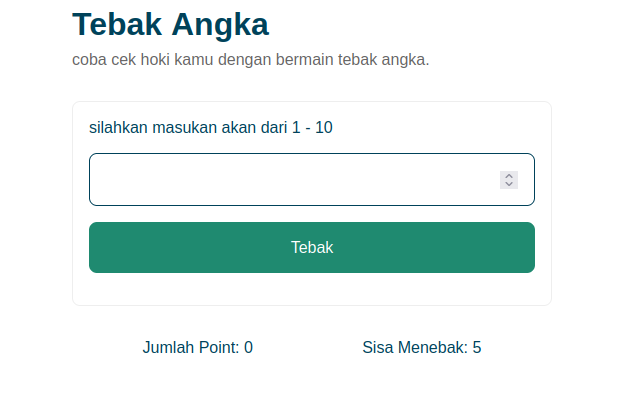 Tebak Angka
coba cek hoki kamu dengan bermain tebak angka.
silahkan masukan akan dari 1 - 10
Tebak
Jumlah Point: 0 Sisa Menebak: 5